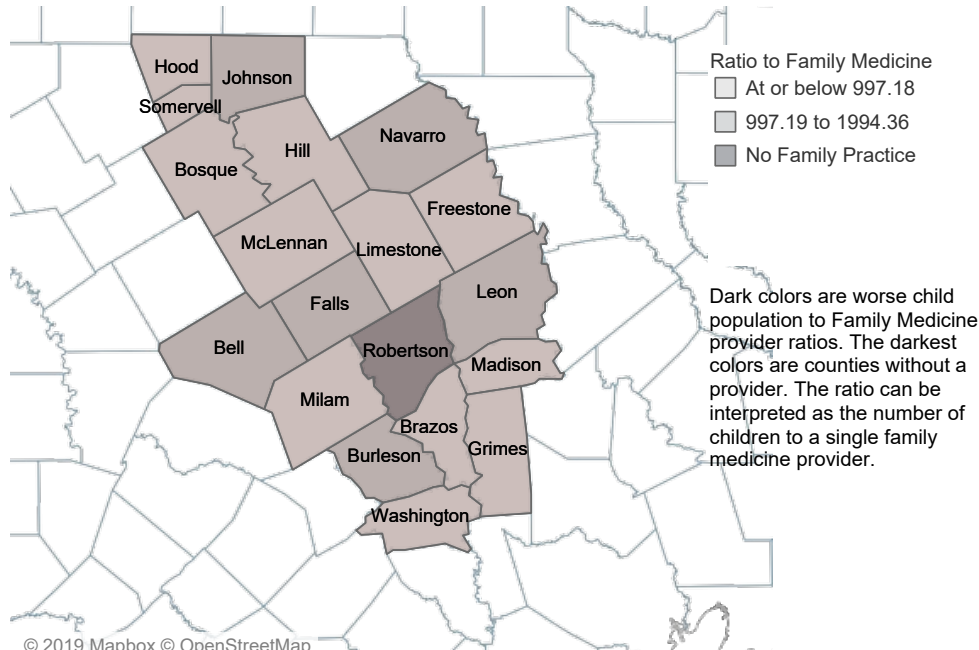 Hood
Johnson
Somervell
Navarro
Hill
Bosque
Freestone
McLennan
Limestone
Leon
Falls
Bell
Robertson
Madison
Milam
Brazos
Grimes
Burleson
Washington
Ratio to Family Medicine
At or below 997.18
997.19 to 1994.36
No Family Practice
Dark colors are worse child
population to Family Medicine
provider ratios. The darkest
colors are counties without a
provider. The ratio can be
interpreted as the number of
children to a single family
medicine provider.
© 2019 Mapbox © OpenStreetMap